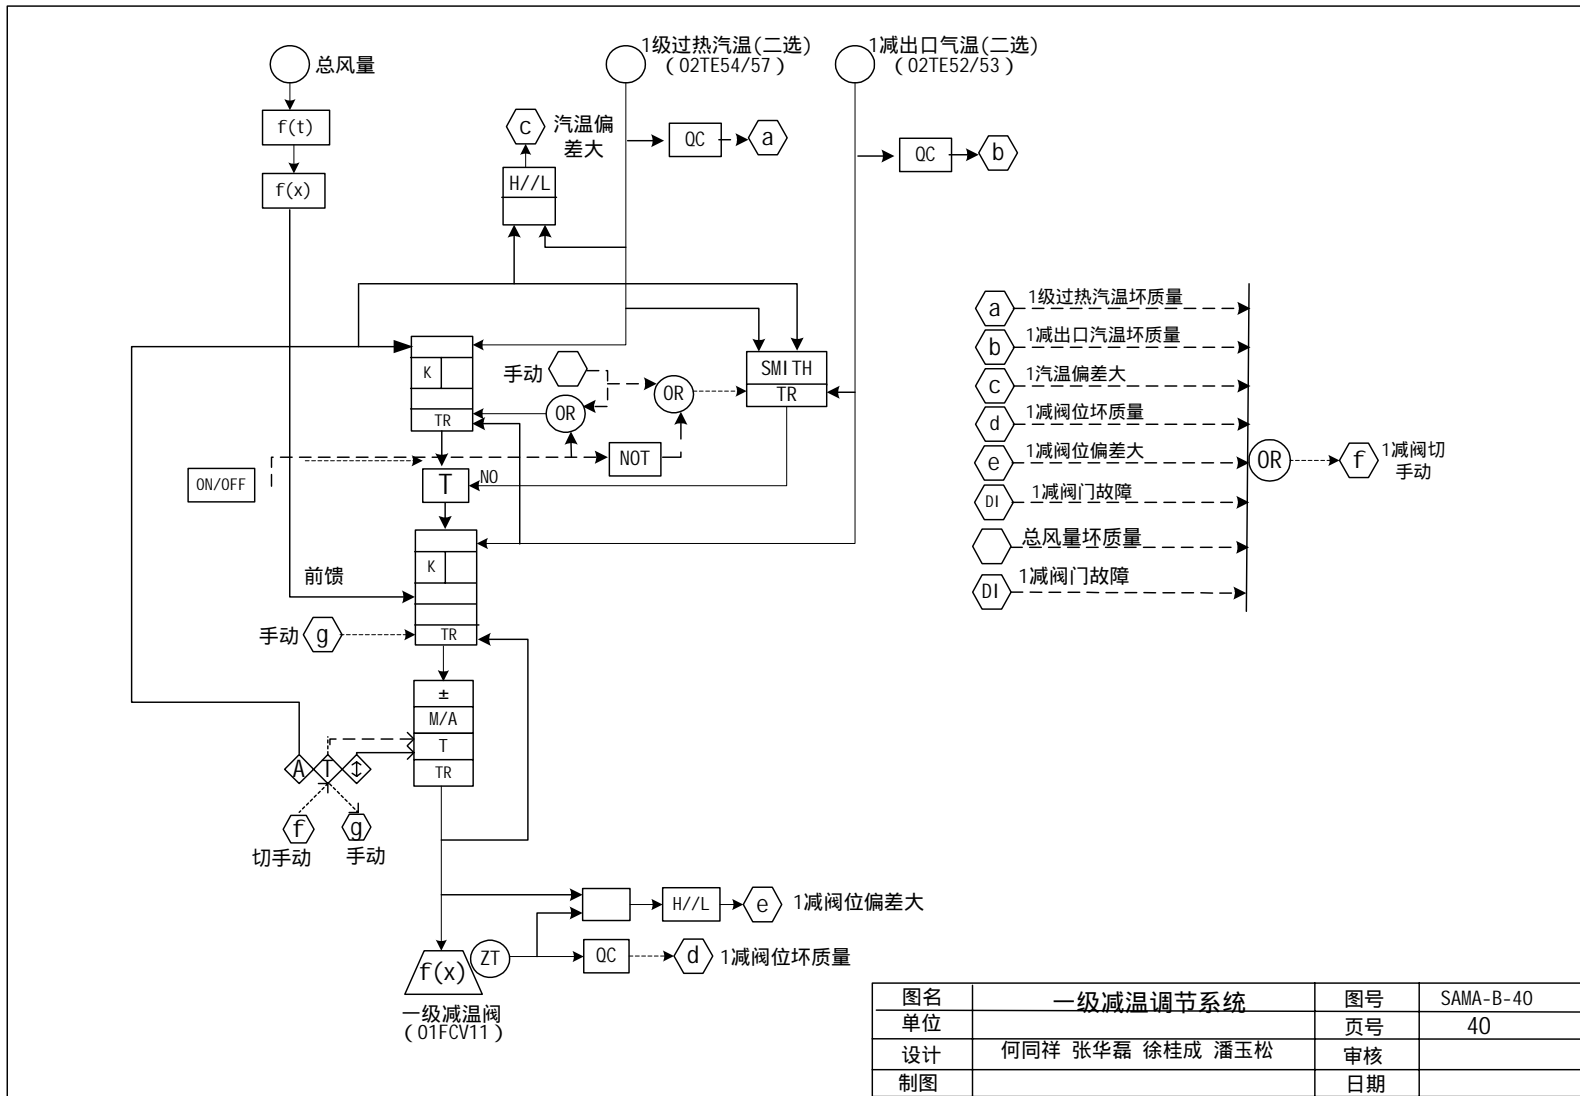 总风量
1级过热汽温(二选)
(02TE54/57)
1减出口气温(二选)
(02TE52/53)
f(t)
f(x)
c
汽温偏
差大
QC
a
QC
b
H//L
K
TR
手动
OR
OR
SMITH
TR
NOT
ON/OFF
T
NO
K
TR
前馈
手动
g
±
M/A
T
TR
A
T
f
切手动
g
手动
H//L
e
1减阀位偏差大
f(x)
ZT
QC
d
1减阀位坏质量
一级减温阀
(01FCV11)
a
1级过热汽温坏质量
b
1减出口汽温坏质量
c
1汽温偏差大
d
1减阀位坏质量
e
1减阀位偏差大
DI
1减阀门故障
总风量坏质量
DI
1减阀门故障
OR
f
1减阀切
手动
图名 一级减温调节系统 图号 SAMA-B-40
单位 页号 40
设计 何同祥 张华磊 徐桂成 潘玉松 审核
制图 日期